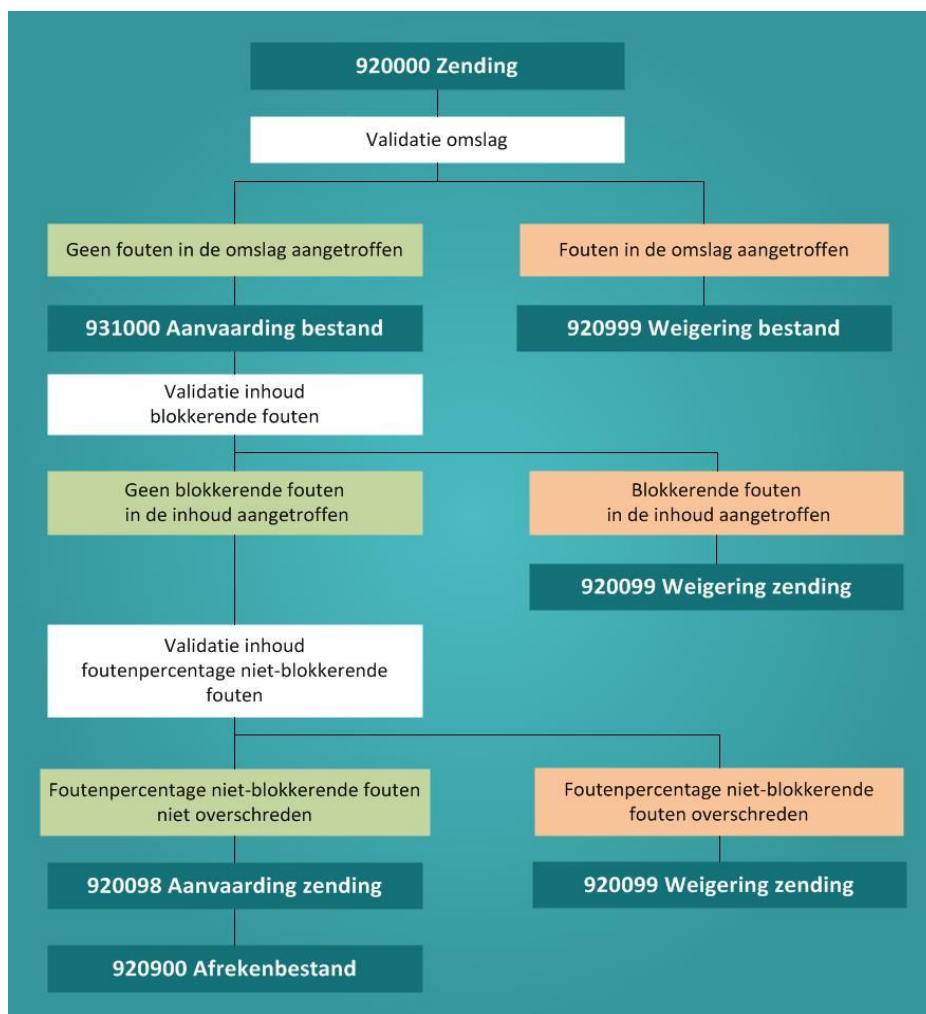 920000 Zending
Validatie omslag
Geen fouten in de omslag aangetroffen
Fouten in de omslag aangetroffen
931000 Aanvaarding bestand
920999 Weigering bestand
Validatie inhoud
blokkerende fouten
Geen blokkerende fouten
in de inhoud aangetroffen
Blokkerende fouten
in de inhoud aangetroffen
920099 Weigering zending
Validatie inhoud
foutenpercentage niet-blokkerende
fouten
Foutenpercentage niet-blokkerende fouten
niet overschreden
Foutenpercentage niet-blokkerende
fouten overschreden
920098 Aanvaarding zending
920099 Weigering zending
920900 Afrekenbestand